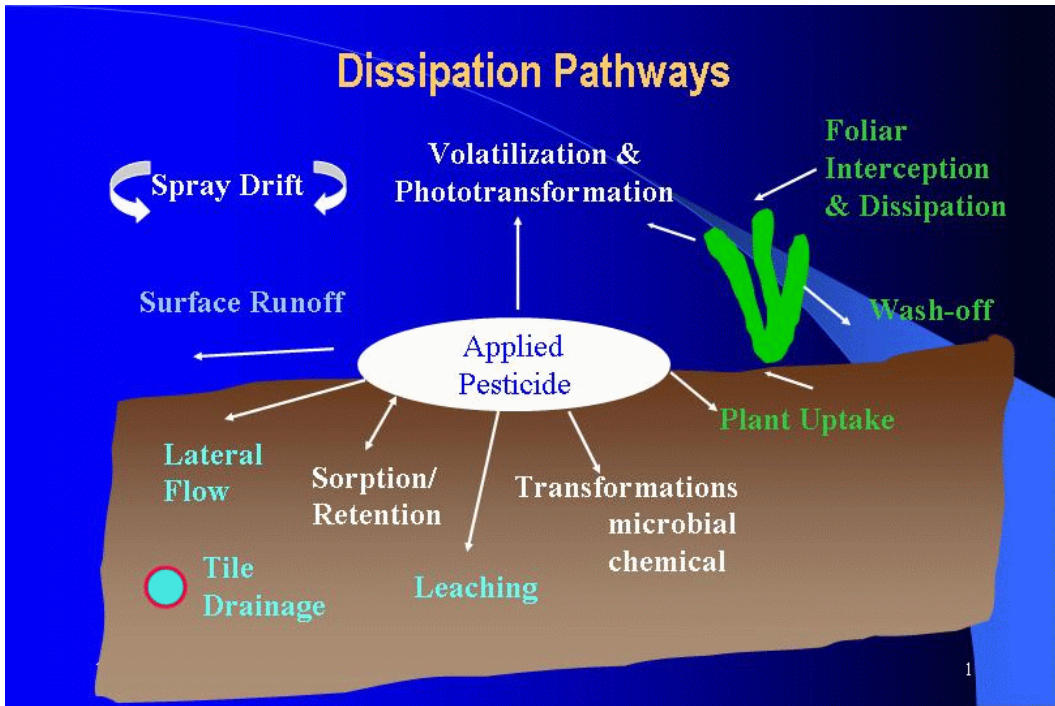 Dissipation Pathways
Foliar
Interception
& Dissipation
Volatilization &
Phototransformation
Spray Drift
Surface Runoff
Wash-off
Applied
Pesticide
Plant Uptake
Lateral
Flow
Sorption/
Retention
Transformations
microbial
chemical
Tile
Drainage
Leaching
1